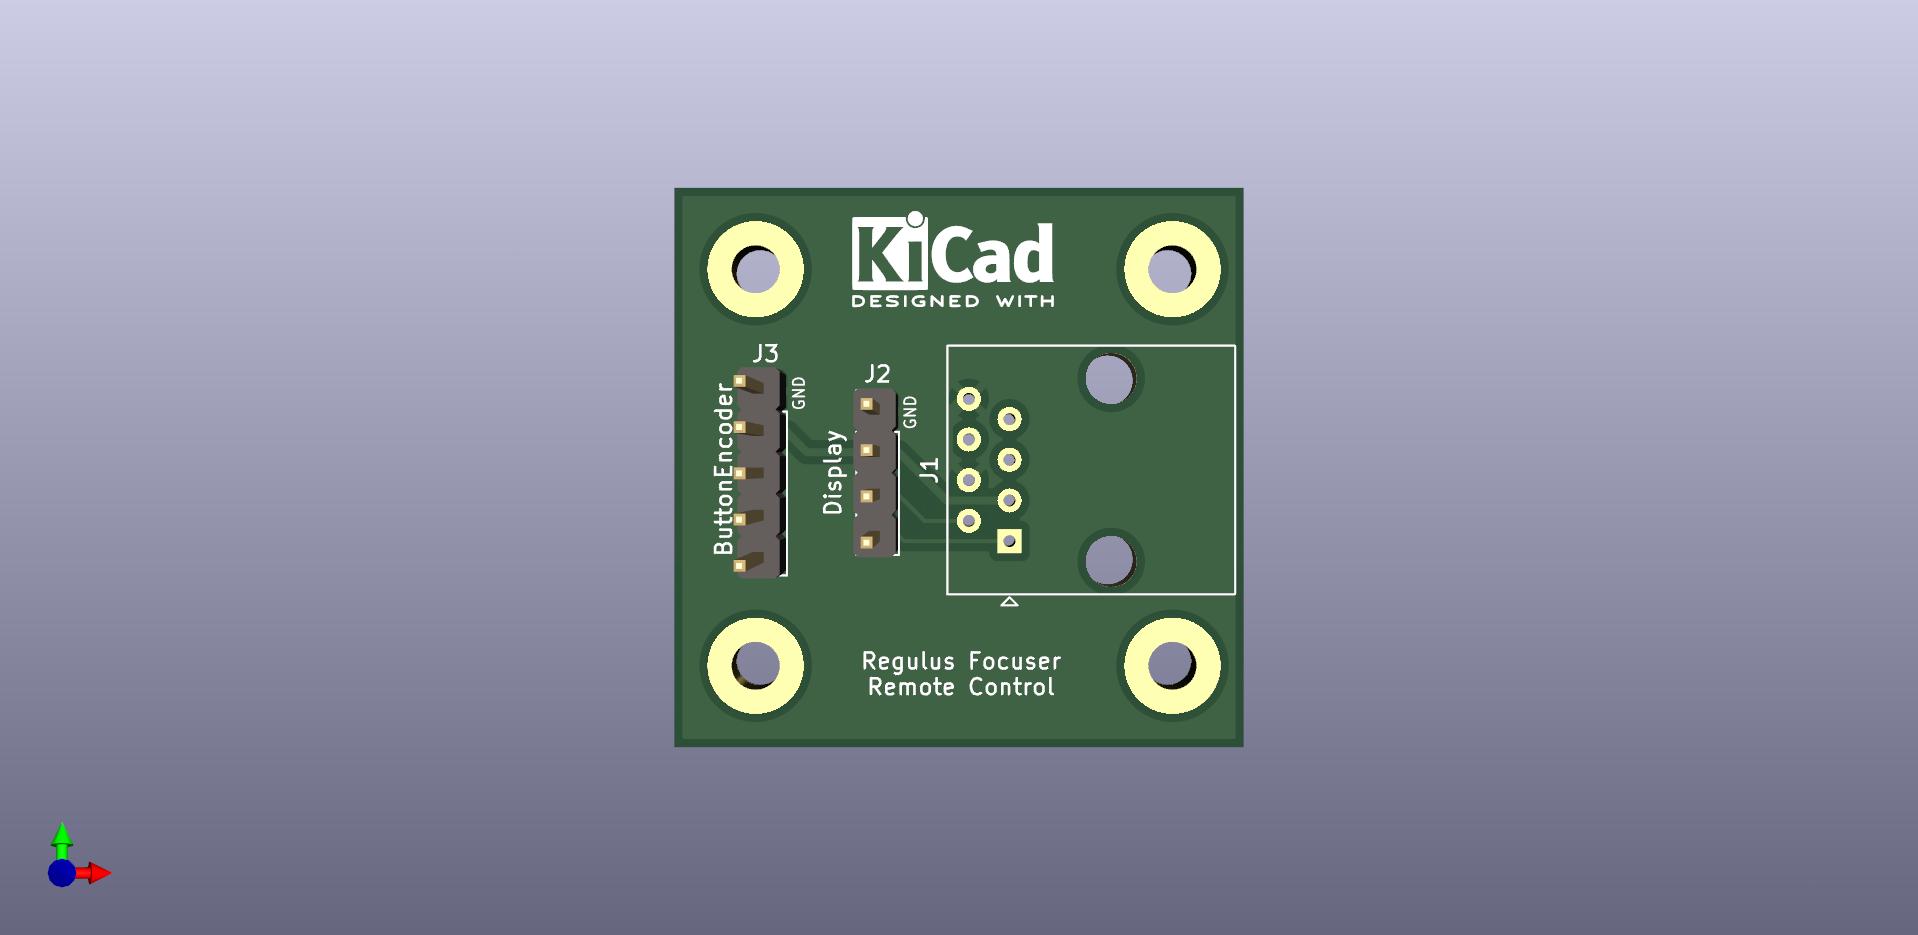 KiCad
DESIGNED WITH
J3
GND
ButtonEncoder
J2
GND
Display
J1
Regulus Focuser
Remote Control